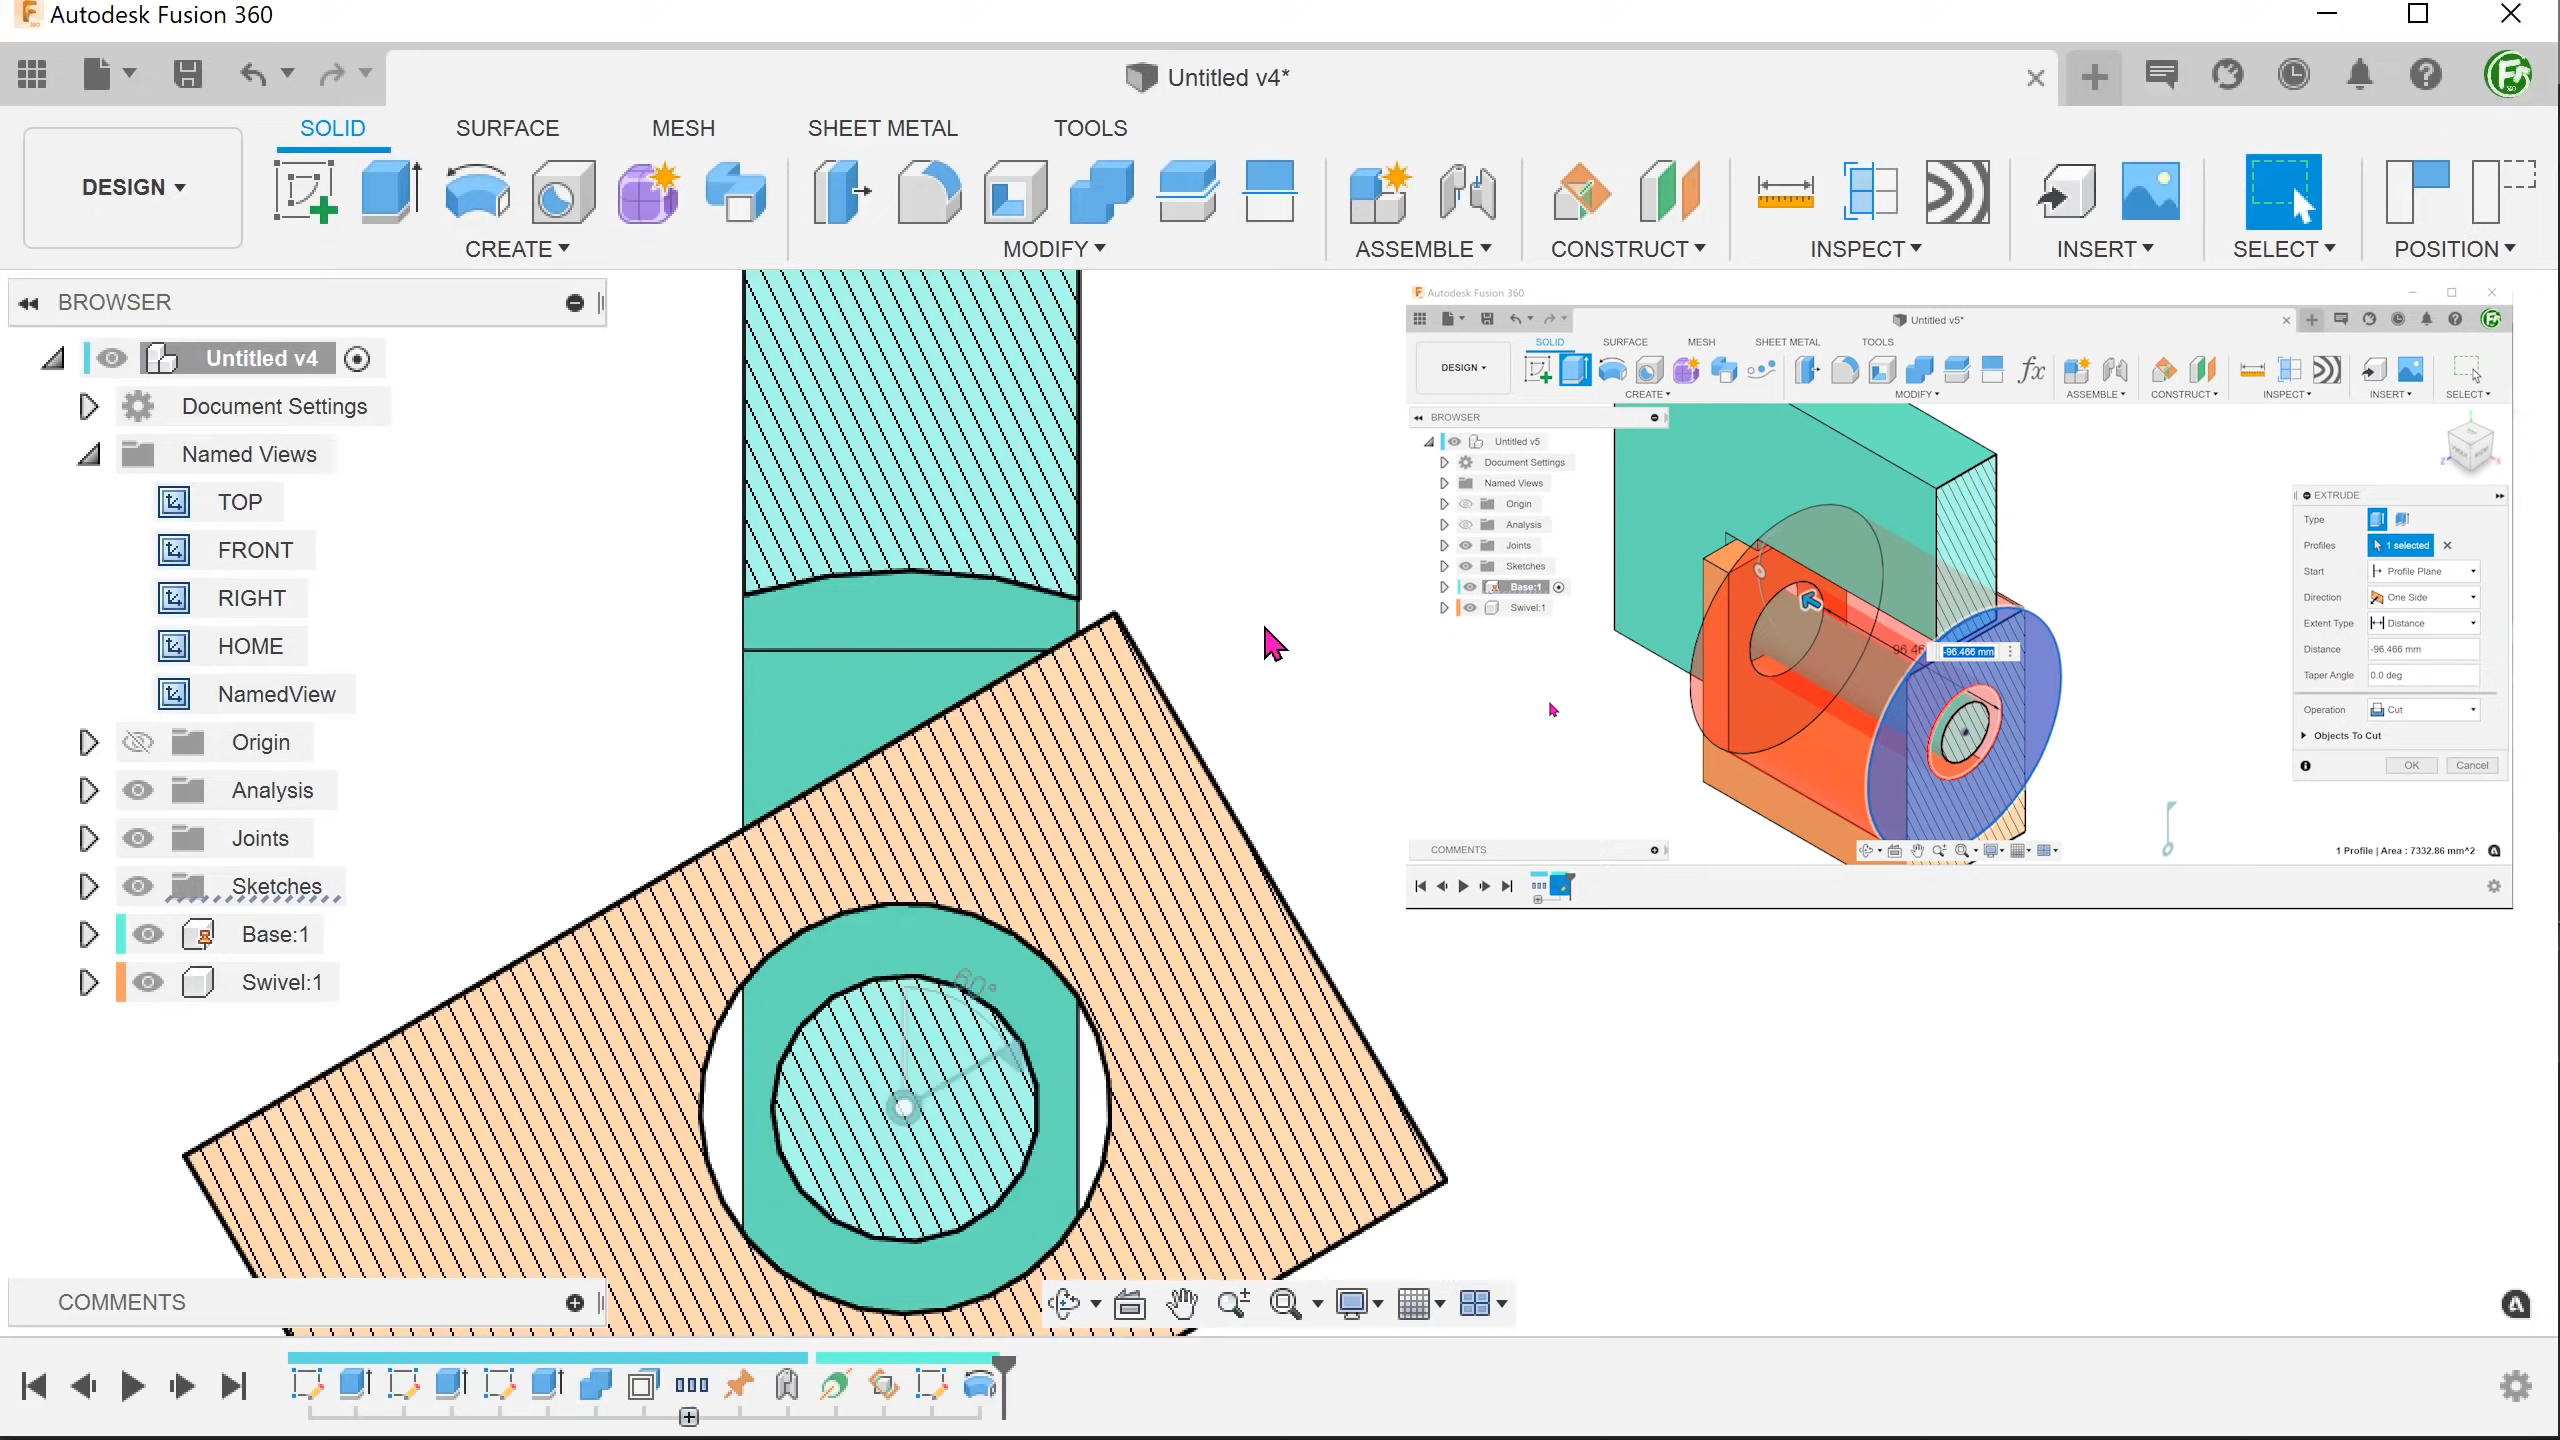 Autodesk Fusion 360
Untitled v4*
SOLID SURFACE MESH SHEET METAL TOOLS
DESIGN
CREATE MODIFY ASSEMBLE CONSTRUCT INSPECT INSERT SELECT POSITION
BROWSER
Untitled v4
Document Settings
Named Views
TOP
FRONT
RIGHT
HOME
NamedView
Origin
Analysis
Joints
Sketches
Base:1
Swivel:1
60°
COMMENTS
Autodesk Fusion 360
Untitled v5*
SOLID SURFACE MESH SHEET METAL TOOLS
DESIGN
CREATE MODIFY ASSEMBLE CONSTRUCT INSPECT INSERT SELECT
BROWSER
Untitled v5
Document Settings
Named Views
Origin
Analysis
Joints
Sketches
Base:1
Swivel:1
-96.466 mm
EXTRUDE
Type
Profiles 1 selected
Start Profile Plane
Direction One Side
Extent Type Distance
Distance -96.466 mm
Taper Angle 0.0 deg
Operation Cut
Objects To Cut
OK Cancel
COMMENTS
1 Profile | Area : 7332.86 mm^2